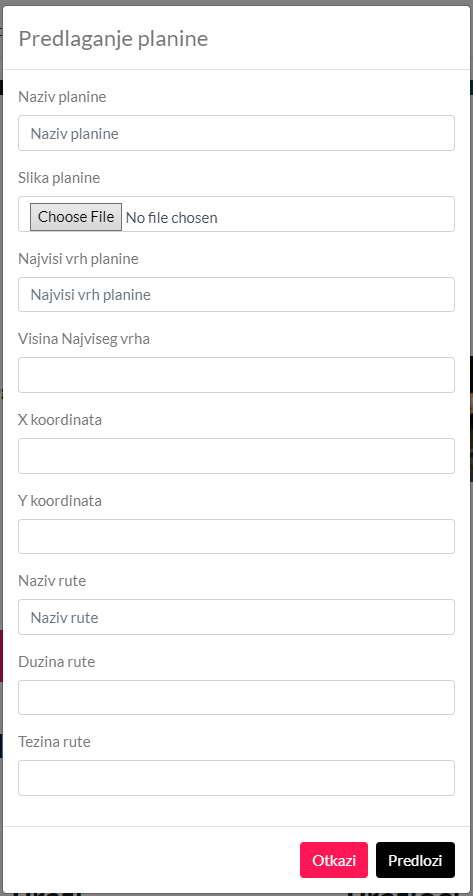 Predlaganje planine
Naziv planine
Naziv planine
Slika planine
Choose File No file chosen
Najvisi vrh planine
Najvisi vrh planine
Visina Najviseg vrha
X koordinata
Y koordinata
Naziv rute
Naziv rute
Duzina rute
Tezina rute
Otkazi Predlozi